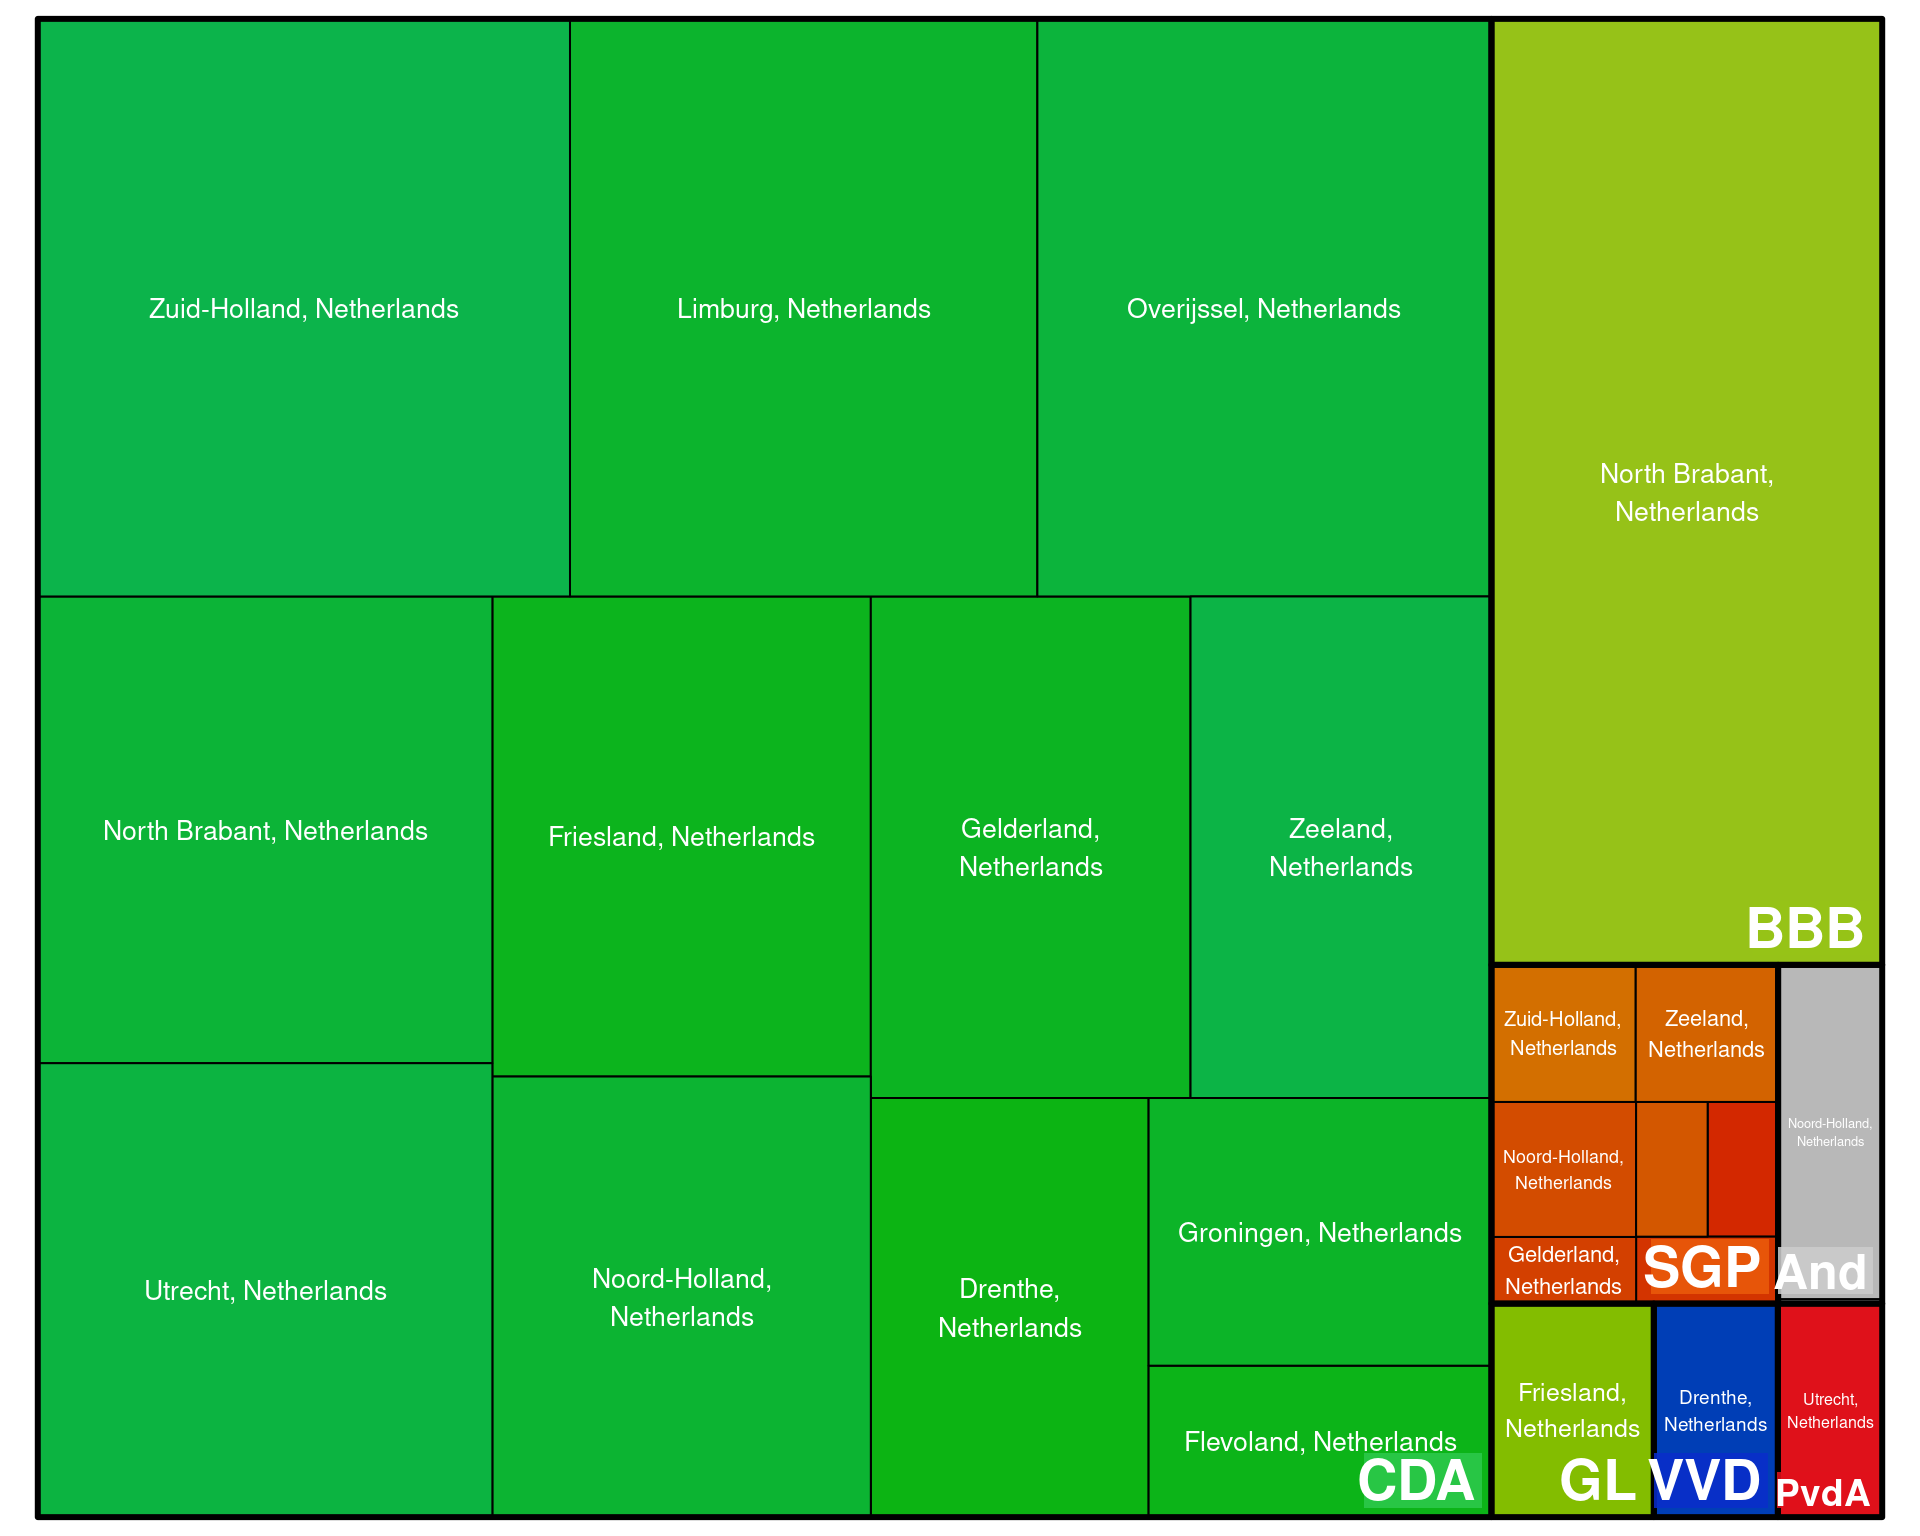 Zuid-Holland, Netherlands
Limburg, Netherlands
Overijssel, Netherlands
North Brabant, Netherlands
Friesland, Netherlands
Gelderland,
Netherlands
Zeeland,
Netherlands
Utrecht, Netherlands
Noord-Holland,
Netherlands
Drenthe,
Netherlands
Groningen, Netherlands
Flevoland, Netherlands
CDA
North Brabant,
Netherlands
BBB
Zuid-Holland,
Netherlands
Zeeland,
Netherlands
Noord-Holland,
Netherlands
Gelderland,
Netherlands
SGP
Noord-Holland,
Netherlands
And
Friesland,
Netherlands
GL
Drenthe,
Netherlands
VVD
Utrecht,
Netherlands
PvdA